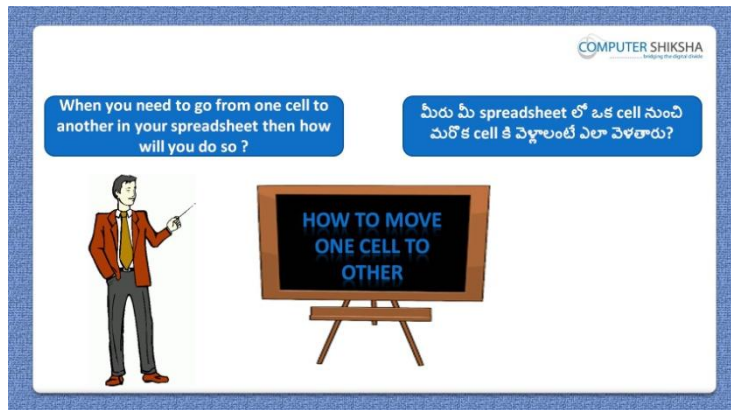 COMPUTER SHIKSHA
bridging the digital divide
When you need to go from one cell to
another in your spreadsheet then how
will you do so ?
మీరు మీ spreadsheet లో ఒక cell నుంచి
మరొక cell కి వెళ్లాలంటే ఎలా వెళతారు?
HOW TO MOVE
ONE CELL TO
OTHER